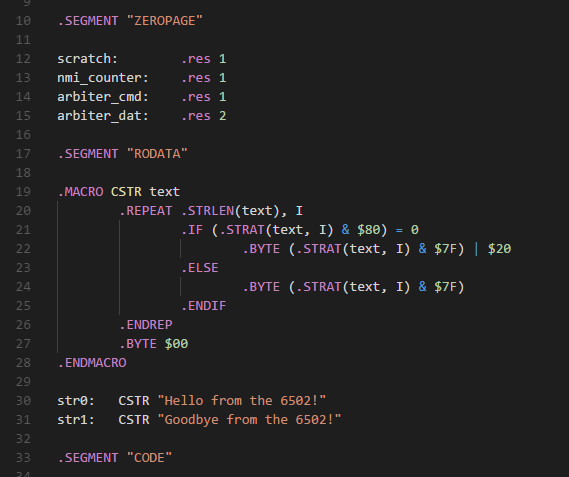 9
10 .SEGMENT "ZEROPAGE"
11
12 scratch: .res 1
13 nmi_counter: .res 1
14 arbiter_cmd: .res 1
15 arbiter_dat: .res 2
16
17 .SEGMENT "RODATA"
18
19 .MACRO CSTR text
20 .REPEAT .STRLEN(text), I
21 .IF (.STRAT(text, I) & $80) = 0
22 .BYTE (.STRAT(text, I) & $7F) | $20
23 .ELSE
24 .BYTE (.STRAT(text, I) & $7F)
25 .ENDIF
26 .ENDREP
27 .BYTE $00
28 .ENDMACRO
29
30 str0: CSTR "Hello from the 6502!"
31 str1: CSTR "Goodbye from the 6502!"
32
33 .SEGMENT "CODE"
34